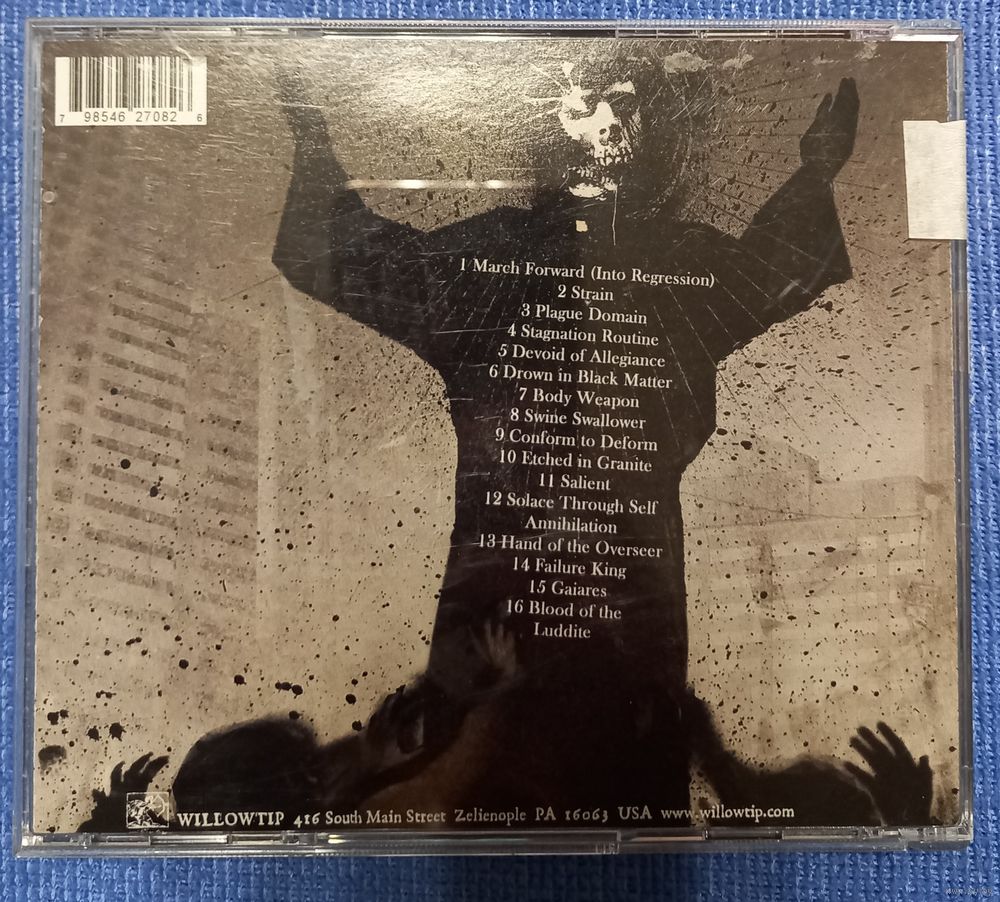 7 98546 27082 6
1 March Forward (Into Regression)
2 Strain
3 Plague Domain
4 Stagnation Routine
5 Devoid of Allegiance
6 Drown in Black Matter
7 Body Weapon
8 Swine Swallower
9 Conform to Deform
10 Etched in Granite
11 Salient
12 Solace Through Self
Annihilation
13 Hand of the Overseer
14 Failure King
15 Gaiares
16 Blood of the
Luddite
WILLOWTIP 416 South Main Street Zelienople PA 16063 USA www.willowtip.com